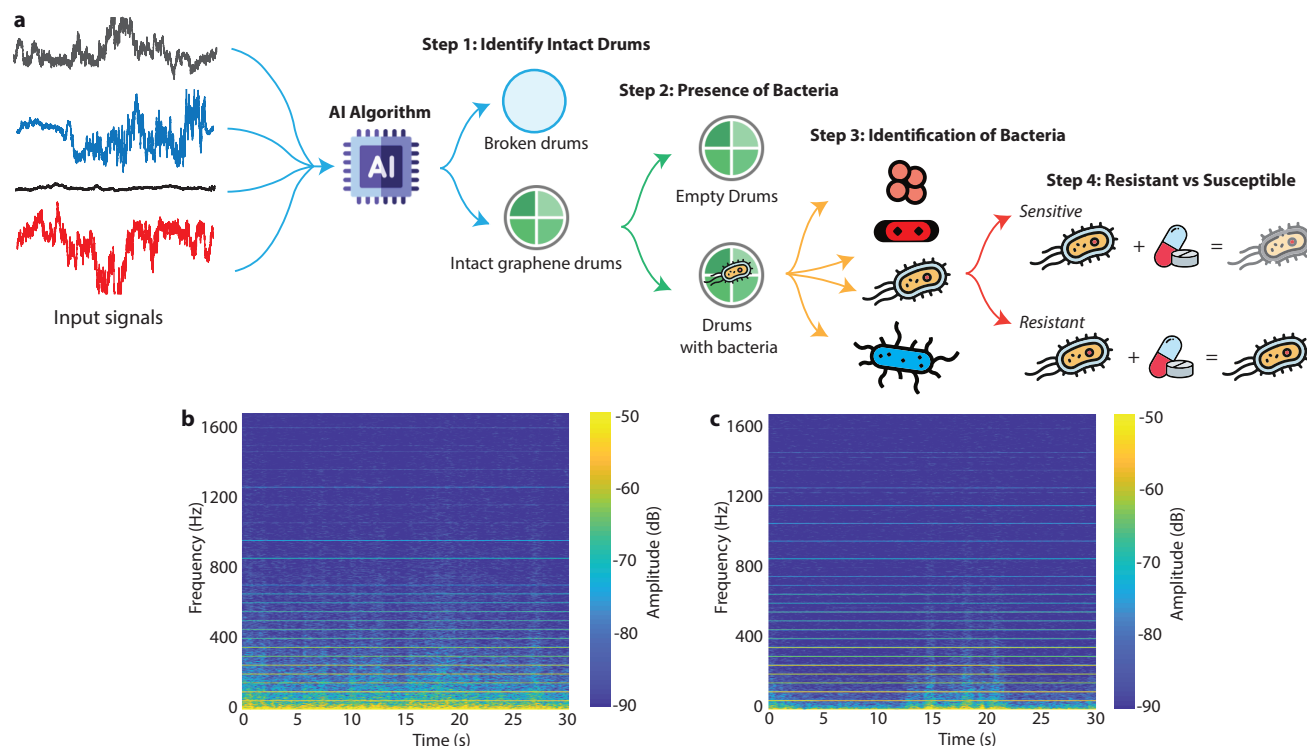 a
Input signals
AI Algorithm
AI
Step 1: Identify Intact Drums
Broken drums
Intact graphene drums
Step 2: Presence of Bacteria
Empty Drums
Drums
with bacteria
Step 3: Identification of Bacteria
Step 4: Resistant vs Susceptible
Sensitive
+ =
Resistant
+ =
b
Frequency (Hz)
1600
1200
800
400
0
0 5 10 15 20 25 30
Time (s)
-50
-60
-70
-80
-90
Amplitude (dB)
c
Frequency (Hz)
1600
1200
800
400
0
0 5 10 15 20 25 30
Time (s)
-50
-60
-70
-80
-90
Amplitude (dB)